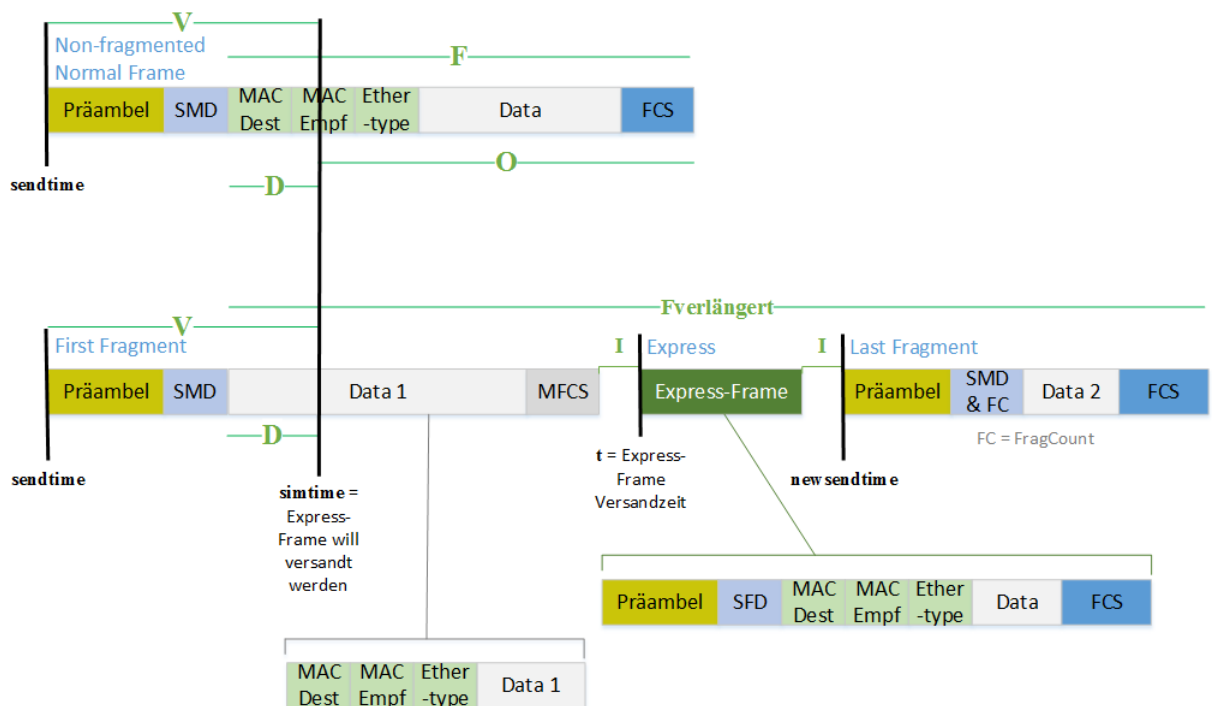 V
Non-fragmented
Normal Frame
F
Präambel SMD MAC Dest MAC Empf Ether -type Data FCS
O
sendtime
D
Fverlängert
V
First Fragment
I Express I Last Fragment
Präambel SMD Data 1 MFCS Express-Frame Präambel SMD & FC Data 2 FCS
D
FC = FragCount
sendtime
t = Express-
Frame
Versandzeit
newsendtime
simtime =
Express-
Frame will
versandt
werden
Präambel SFD MAC Dest MAC Empf Ether -type Data FCS
MAC Dest MAC Empf Ether -type Data 1